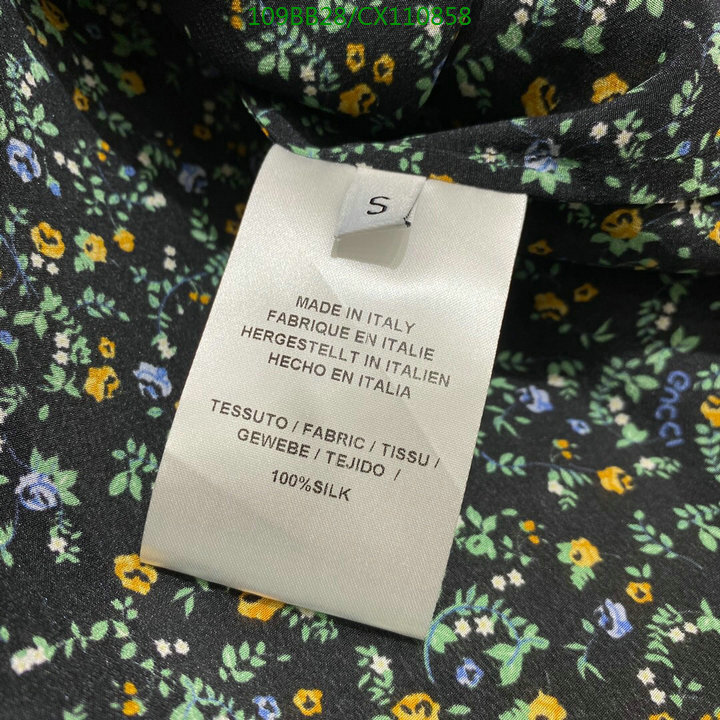 109BB28/CX110858
S
MADE IN ITALY
FABRIQUE EN ITALIE
HERGESTELLT IN ITALIEN
HECHO EN ITALIA
TESSUTO / FABRIC / TISSU /
GEWEBE / TEJIDO /
100%SILK
GUCCI